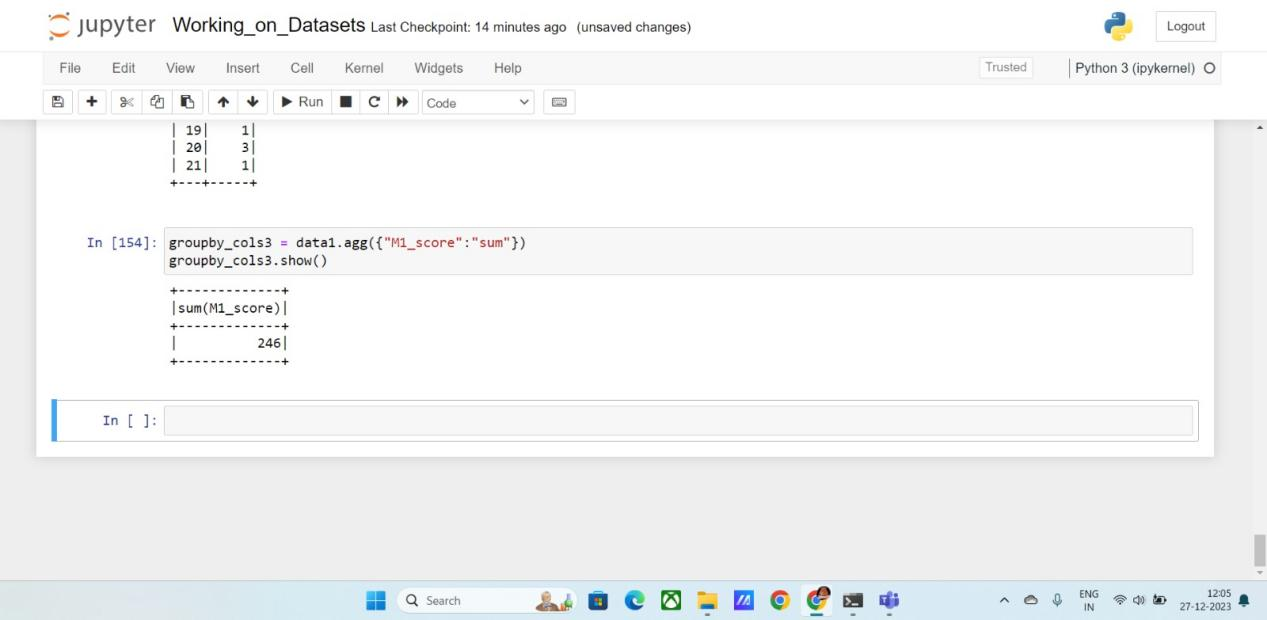 jupyter Working_on_Datasets Last Checkpoint: 14 minutes ago (unsaved changes) Logout
File Edit View Insert Cell Kernel Widgets Help Trusted Python 3 (ipykernel)
Run Code
| 19| 1|
| 20| 3|
| 21| 1|
+---+-----+
In [154]: groupby_cols3 = data1.agg({"M1_score":"sum"})
groupby_cols3.show()
+-------------+
|sum(M1_score)|
+-------------+
| 246|
+-------------+
In [ ]:
Search ENG 12:05
IN 27-12-2023